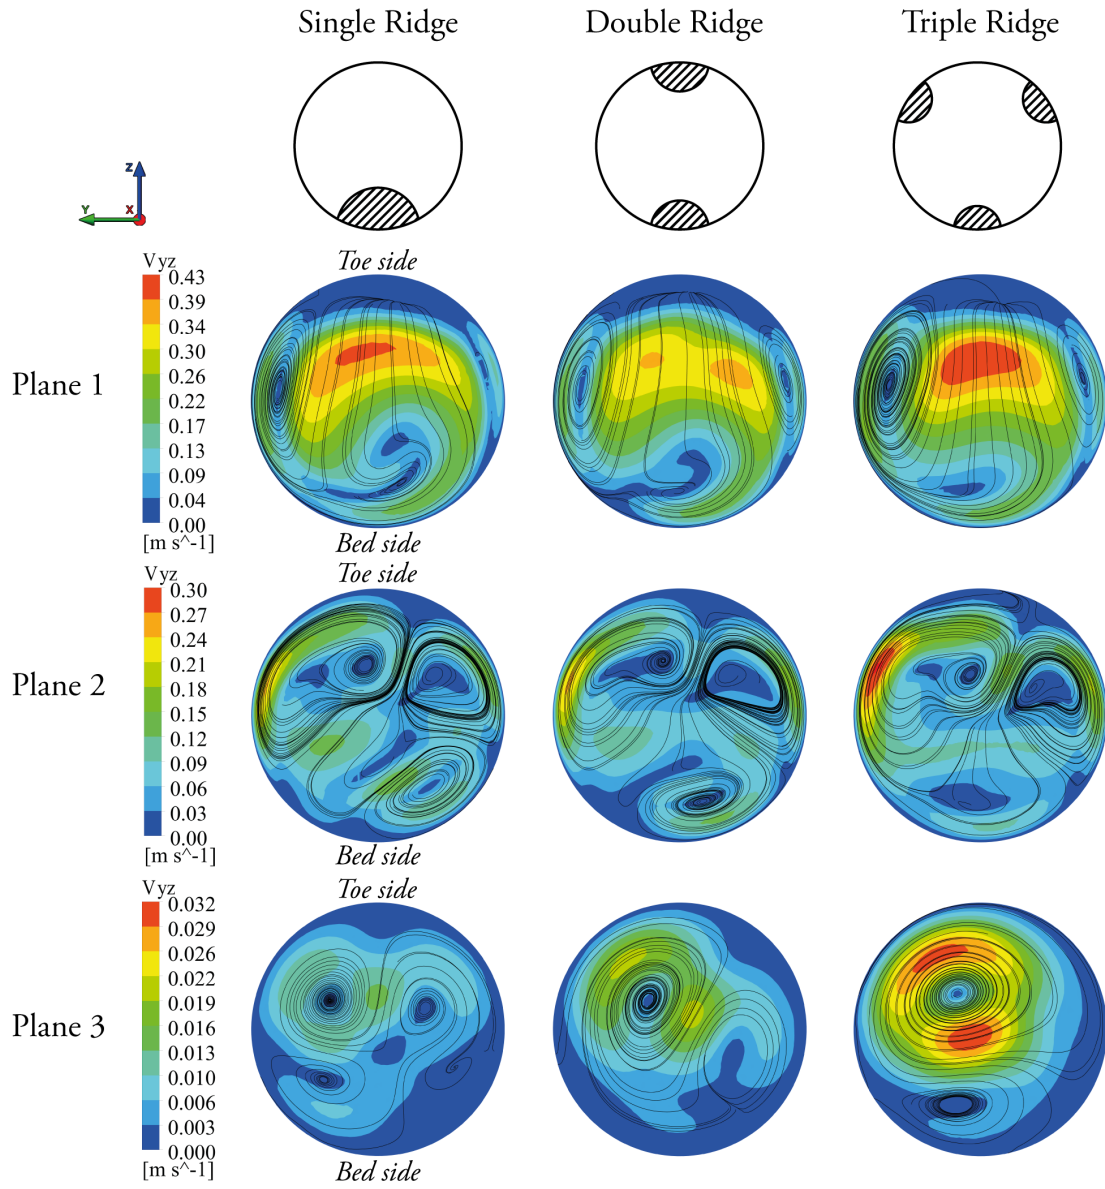 Single Ridge
Double Ridge
Triple Ridge
Z
Y
X
Toe side
Plane 1
Vyz
0.43
0.39
0.34
0.30
0.26
0.22
0.17
0.13
0.09
0.04
0.00
[m s^-1]
Bed side
Toe side
Plane 2
Vyz
0.30
0.27
0.24
0.21
0.18
0.15
0.12
0.09
0.06
0.03
0.00
[m s^-1]
Bed side
Toe side
Plane 3
Vyz
0.032
0.029
0.026
0.022
0.019
0.016
0.013
0.010
0.006
0.003
0.000
[m s^-1]
Bed side